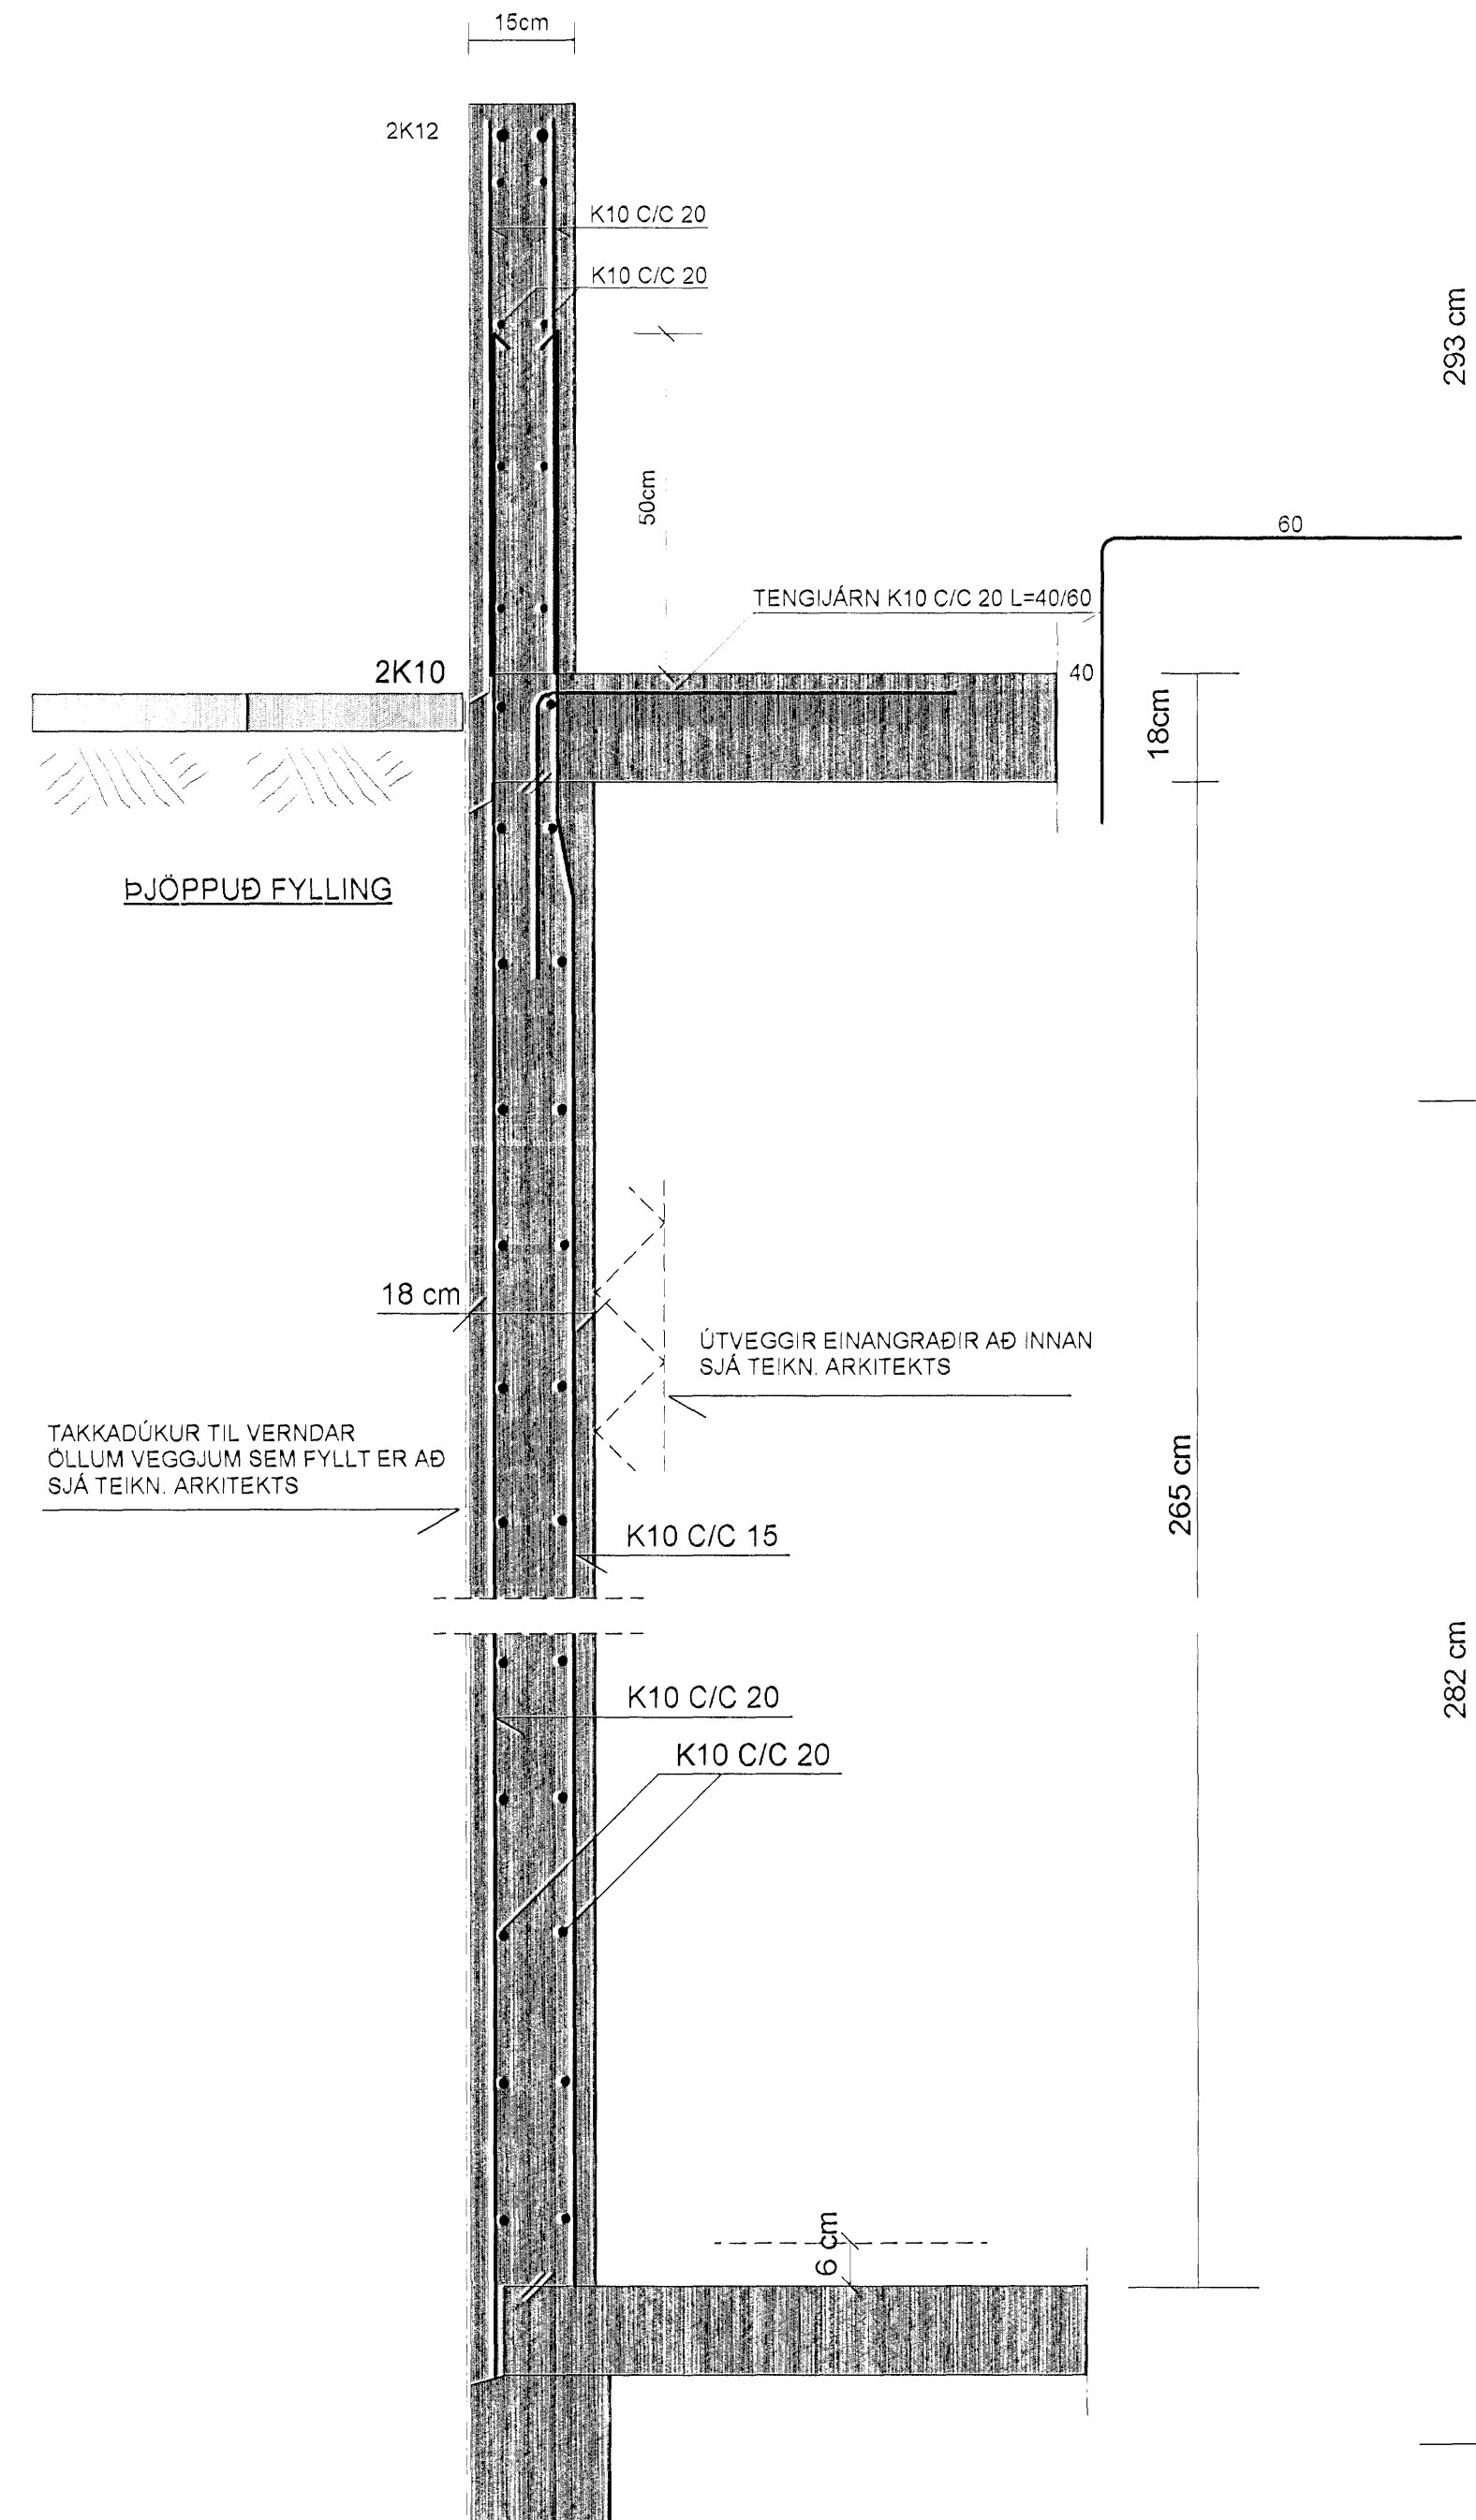 15cm
2K12
K10 C/C 20
K10 C/C 20
293 cm
50cm
60
TENGIJÁRN K10 C/C 20 L=40/60
2K10
40
18cm
ÞJÖPPUÐ FYLLING
18 cm
ÚTVEGGIR EINANGRAÐIR AÐ INNAN
SJÁ TEIKN. ARKITEKTS
TAKKADÚKUR TIL VERNDAR
ÖLLUM VEGGJUM SEM FYLLT ER AÐ
SJÁ TEIKN. ARKITEKTS
265 cm
K10 C/C 15
282 cm
K10 C/C 20
K10 C/C 20
6 cm